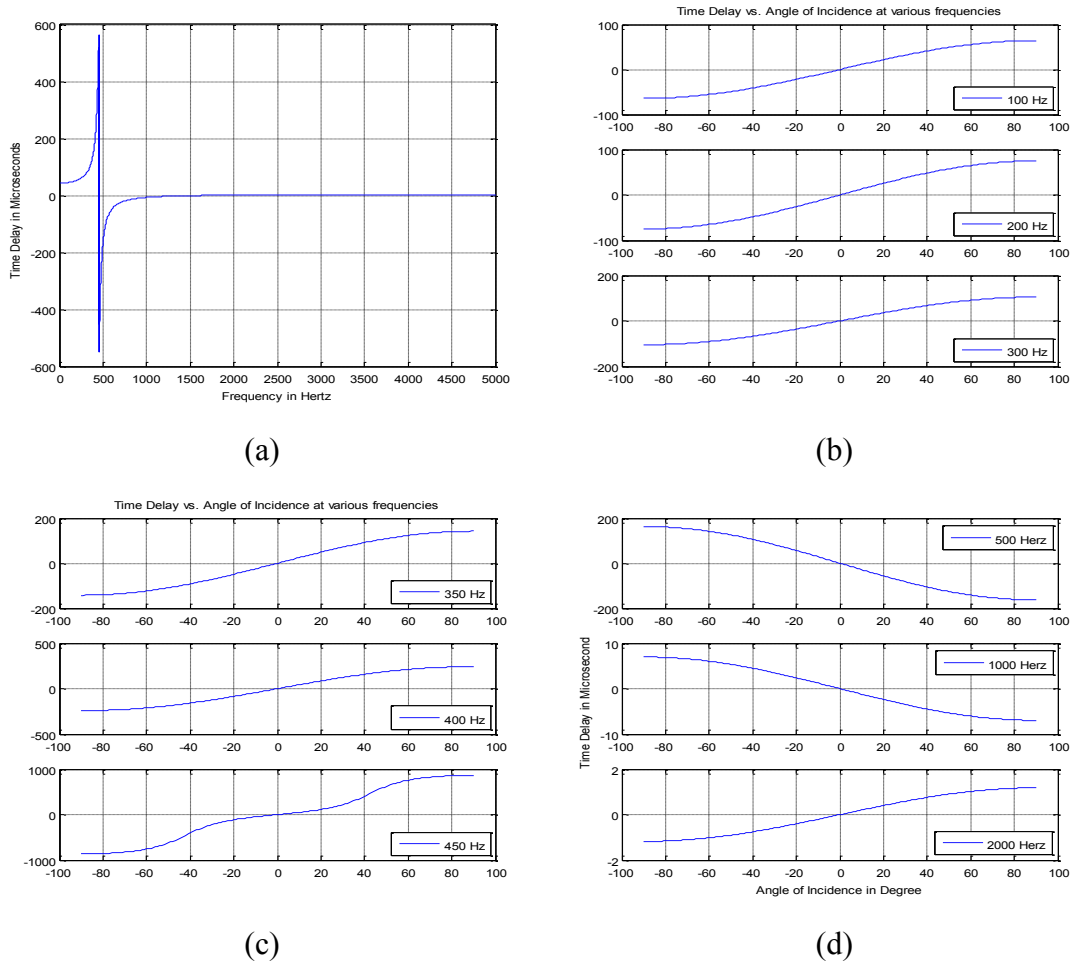 600
400
200
0
-200
-400
-600
Time Delay in Microseconds
0 500 1000 1500 2000 2500 3000 3500 4000 4500 5000
Frequency in Hertz
(a)
Time Delay vs. Angle of Incidence at various frequencies
100
0
-100
100 Hz
-100 -80 -60 -40 -20 0 20 40 60 80 100
100
0
-100
200 Hz
-100 -80 -60 -40 -20 0 20 40 60 80 100
200
0
-200
300 Hz
-100 -80 -60 -40 -20 0 20 40 60 80 100
(b)
Time Delay vs. Angle of Incidence at various frequencies
200
0
-200
350 Hz
-100 -80 -60 -40 -20 0 20 40 60 80 100
500
0
-500
400 Hz
-100 -80 -60 -40 -20 0 20 40 60 80 100
1000
0
-1000
450 Hz
-100 -80 -60 -40 -20 0 20 40 60 80 100
(c)
200
0
-200
500 Herz
-100 -80 -60 -40 -20 0 20 40 60 80 100
Time Delay in Microsecond
10
0
-10
1000 Herz
-100 -80 -60 -40 -20 0 20 40 60 80 100
2
0
-2
2000 Herz
-100 -80 -60 -40 -20 0 20 40 60 80 100
Angle of Incidence in Degree
(d)